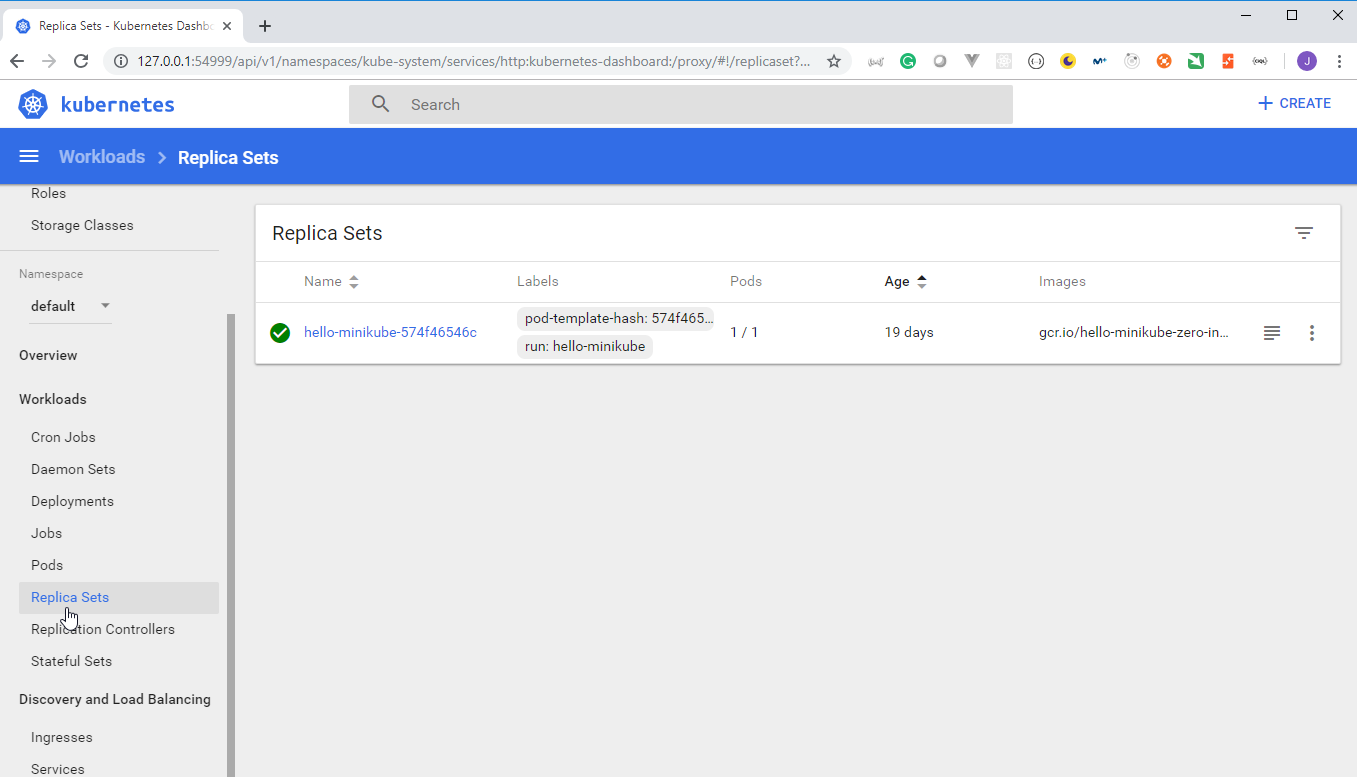 Replica Sets - Kubernetes Dashbo
127.0.0.1:54999/api/v1/namespaces/kube-system/services/http:kubernetes-dashboard:/proxy/#!/replicaset?...
J
kubernetes
Search
CREATE
Workloads
Replica Sets
Roles
Storage Classes
Namespace
default
Overview
Workloads
Cron Jobs
Daemon Sets
Deployments
Jobs
Pods
Replica Sets
Replication Controllers
Stateful Sets
Discovery and Load Balancing
Ingresses
Services
Replica Sets
Name Labels Pods Age Images
hello-minikube-574f46546c
pod-template-hash: 574f465...
run: hello-minikube
1 / 1
19 days
gcr.io/hello-minikube-zero-in...